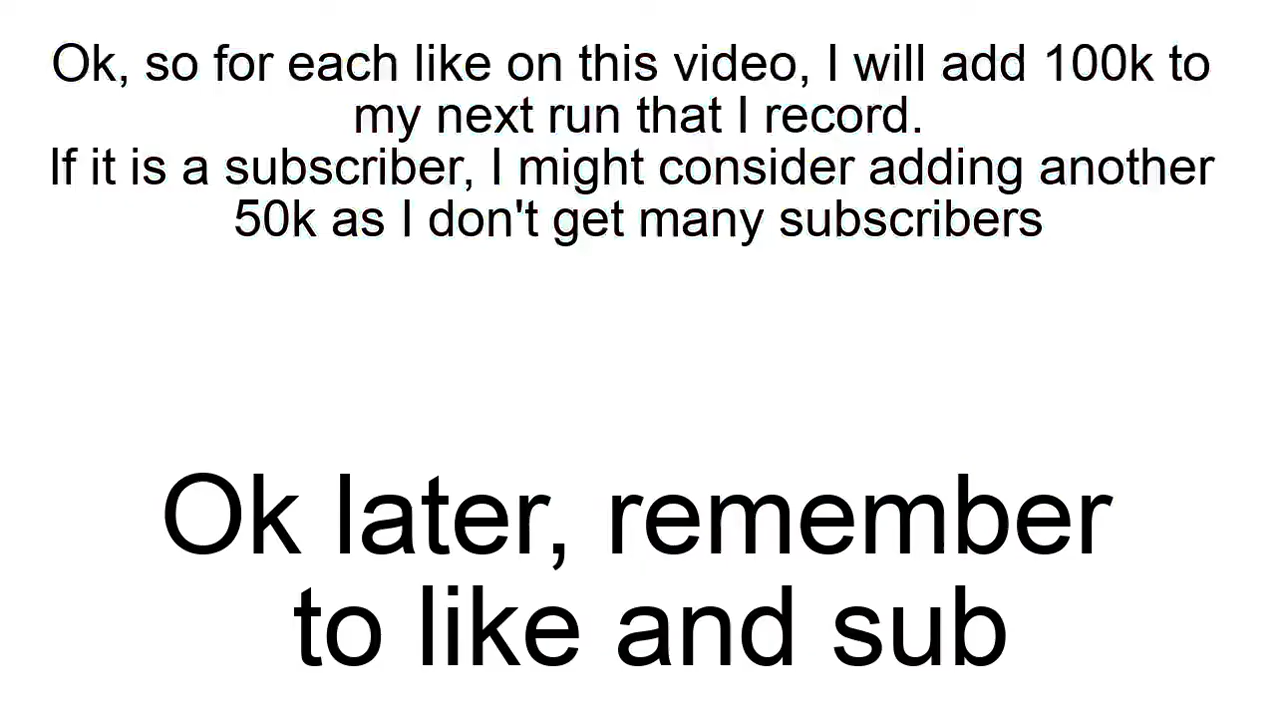 Ok, so for each like on this video, I will add 100k to
my next run that I record.
If it is a subscriber, I might consider adding another
50k as I don't get many subscribers
Ok later, remember
to like and sub